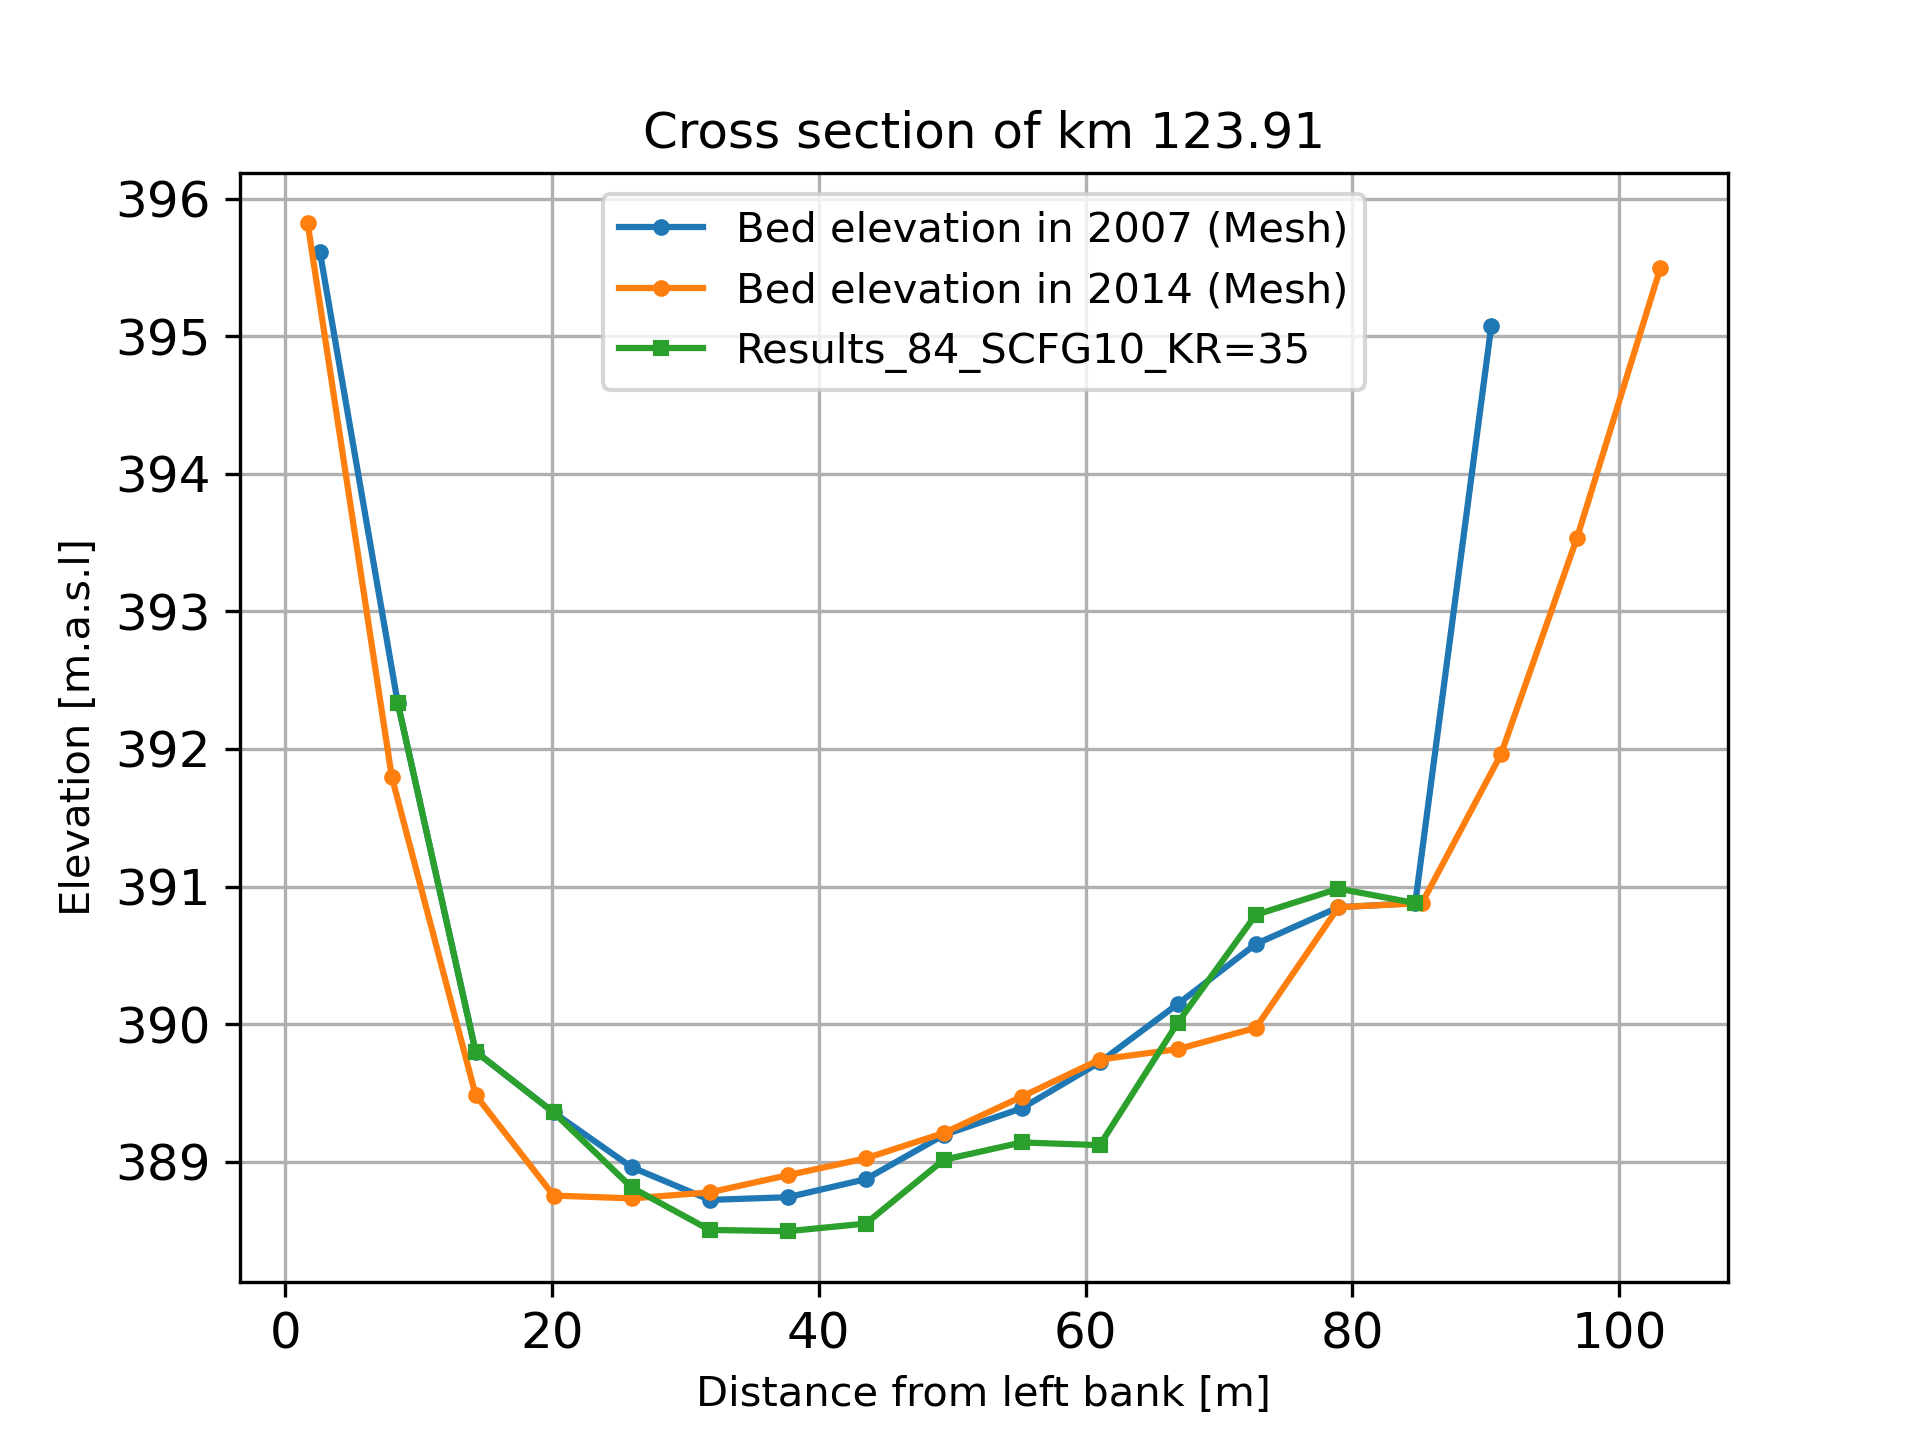 Cross section of km 123.91
Bed elevation in 2007 (Mesh)
Bed elevation in 2014 (Mesh)
Results_84_SCFG10_KR=35
396
395
394
393
392
391
390
389
Elevation [m.a.s.l]
0 20 40 60 80 100
Distance from left bank [m]